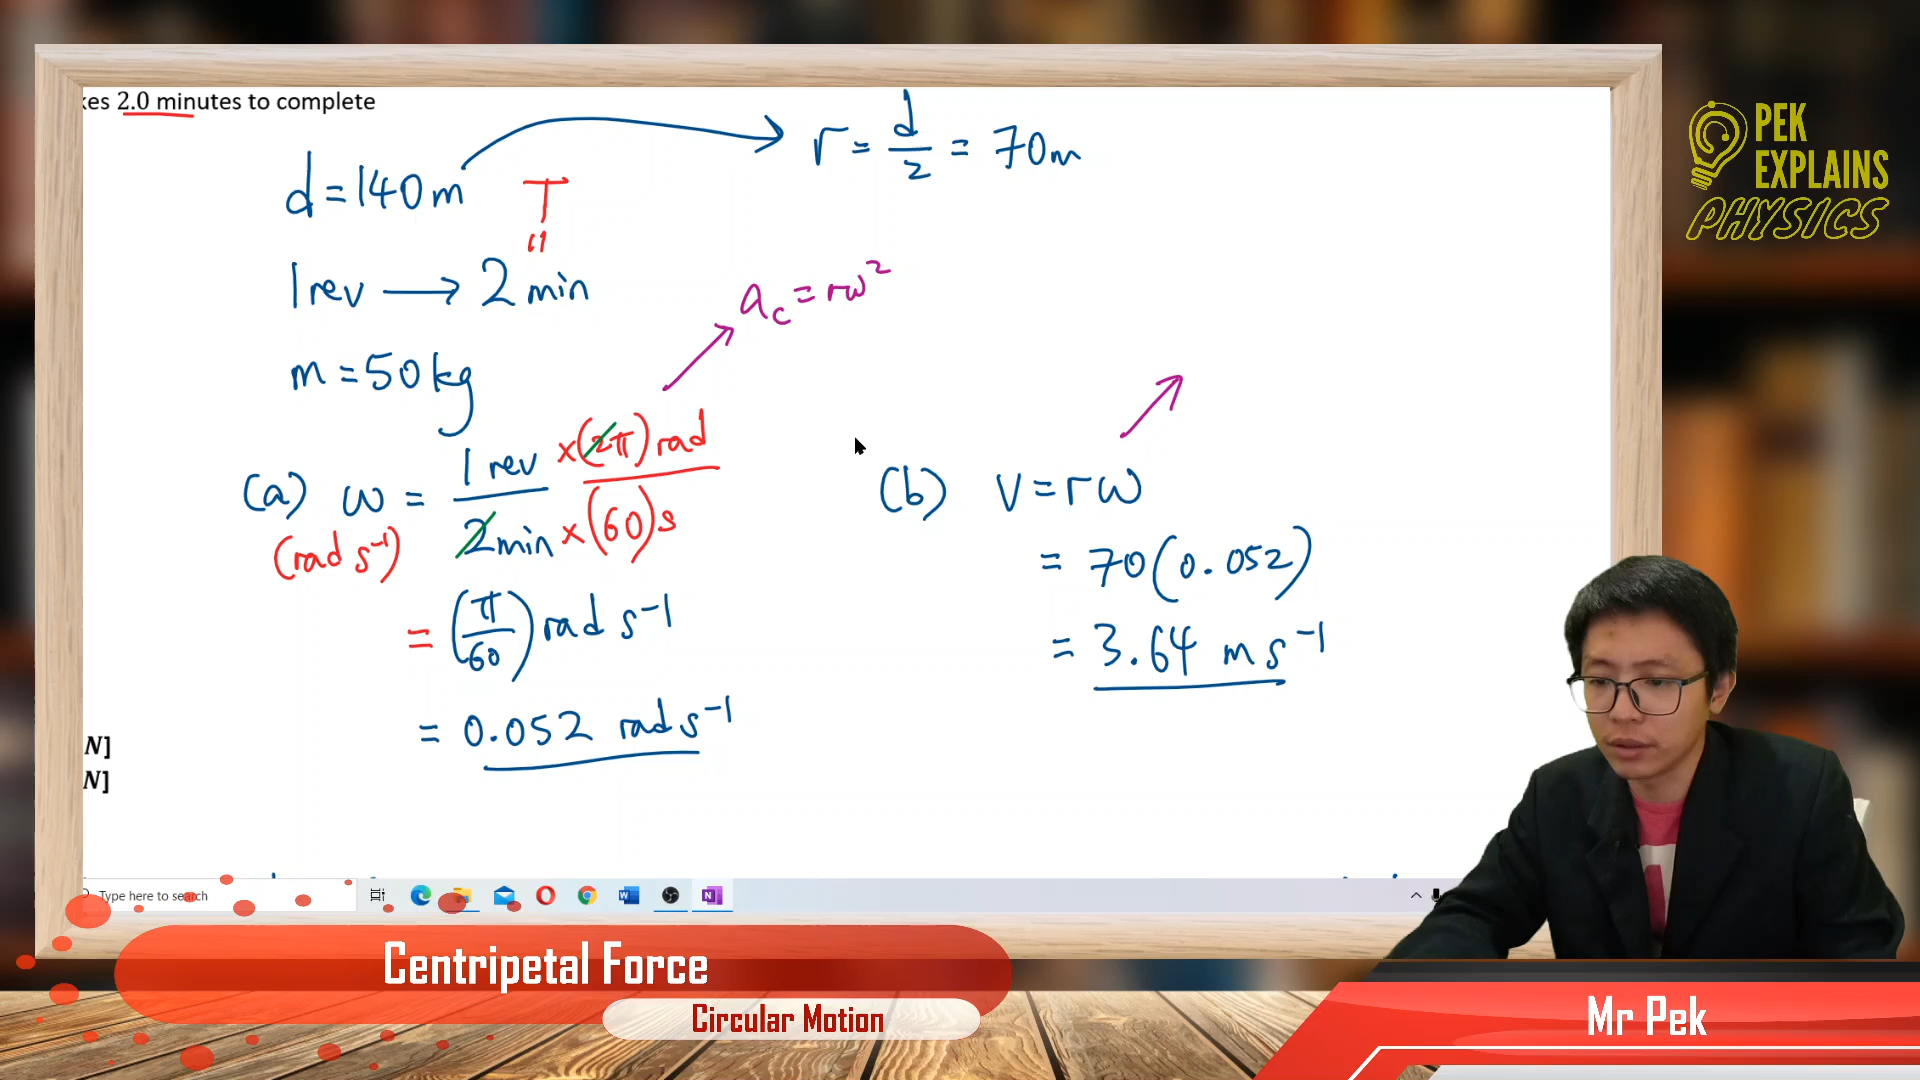 kes 2.0 minutes to complete
d = 140 m
r = d/2 = 70m
T
"
1 rev → 2 min
a_c = rω²
m = 50 kg
(a) ω = 1 rev ×(2π) rad / 2 min ×(60) s
(rad s⁻¹)
= (π/60) rad s⁻¹
= 0.052 rad s⁻¹
(b) v = rω
= 70(0.052)
= 3.64 m s⁻¹
N]
N]
PEK
EXPLAINS
PHYSICS
Type here to search
Centripetal Force
Circular Motion
Mr Pek